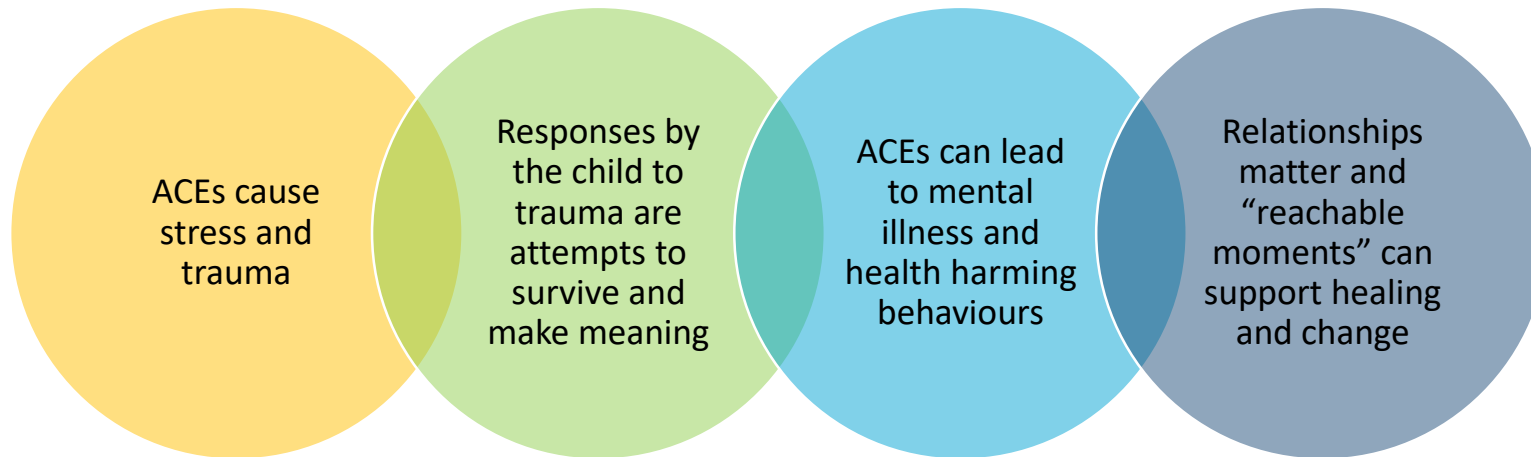 ACEs cause
stress and
trauma
Responses by
the child to
trauma are
attempts to
survive and
make meaning
ACEs can lead
to mental
illness and
health harming
behaviours
Relationships
matter and
“reachable
moments” can
support healing
and change